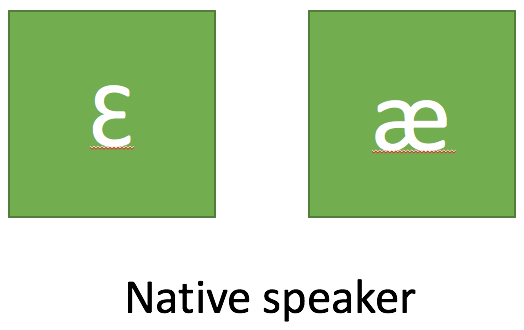 ɛ æ
Native speaker